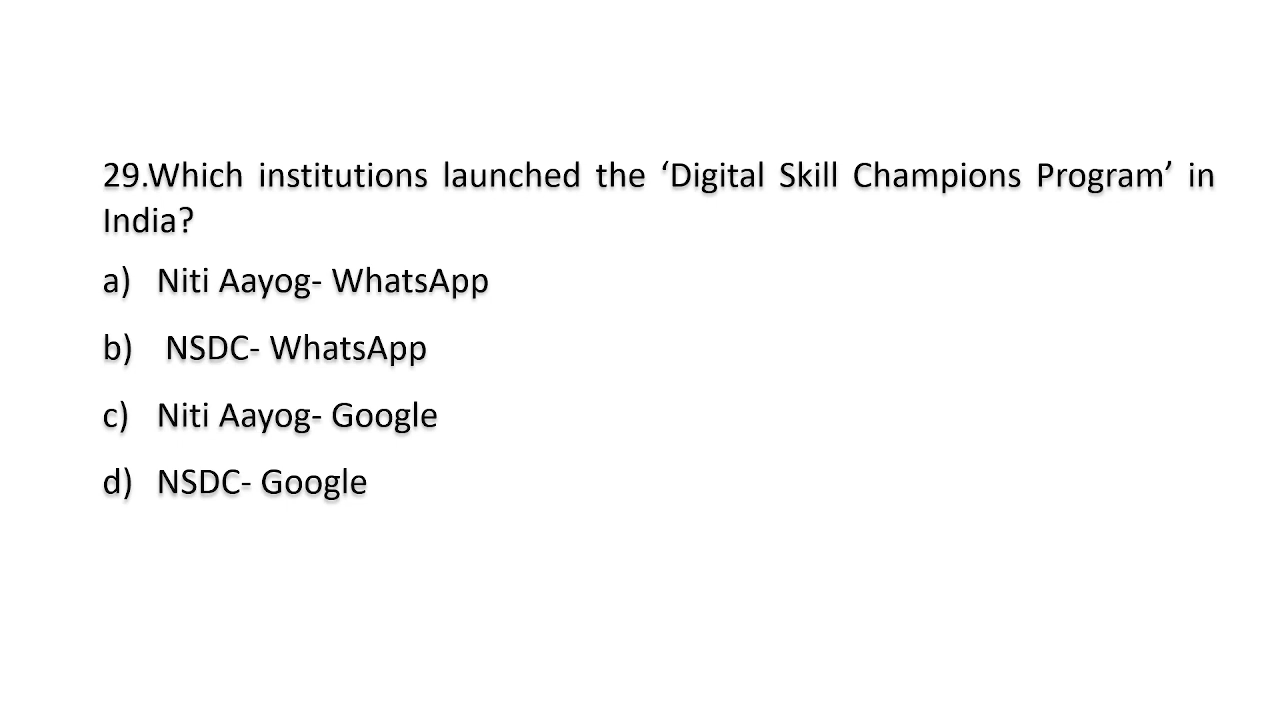 29.Which institutions launched the ‘Digital Skill Champions Program’ in
India?
a) Niti Aayog- WhatsApp
b) NSDC- WhatsApp
c) Niti Aayog- Google
d) NSDC- Google